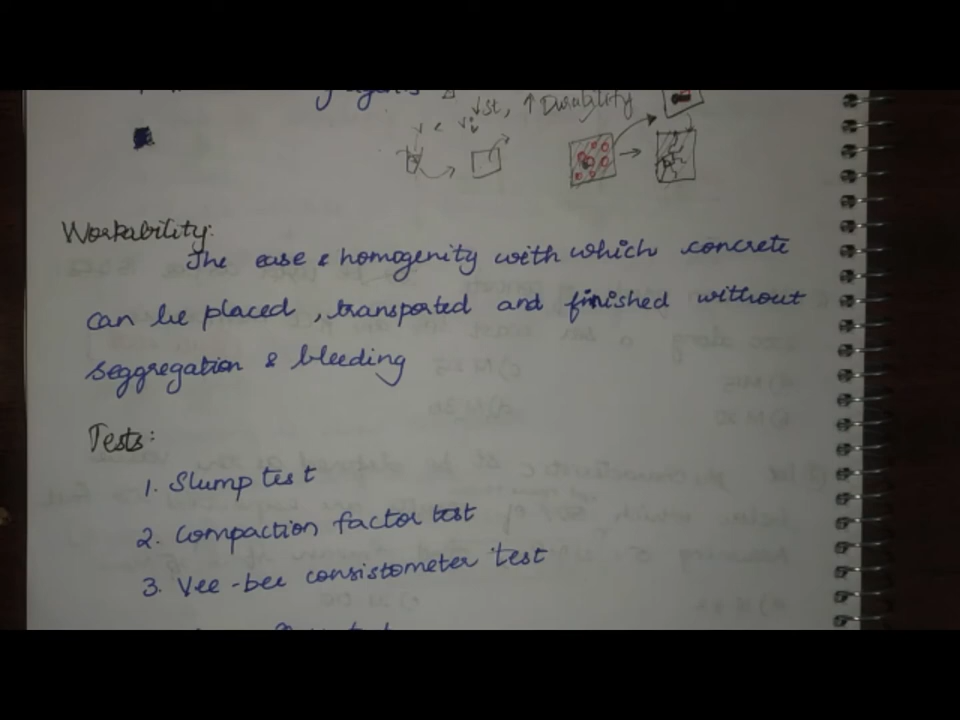 ↓St, ↑ Durability
Workability:
The ease & homogenity with which concrete
can be placed , transported and finished without
seggregation & bleeding
Tests:
1. Slump test
2. Compaction factor test
3. Vee-bee consistometer test